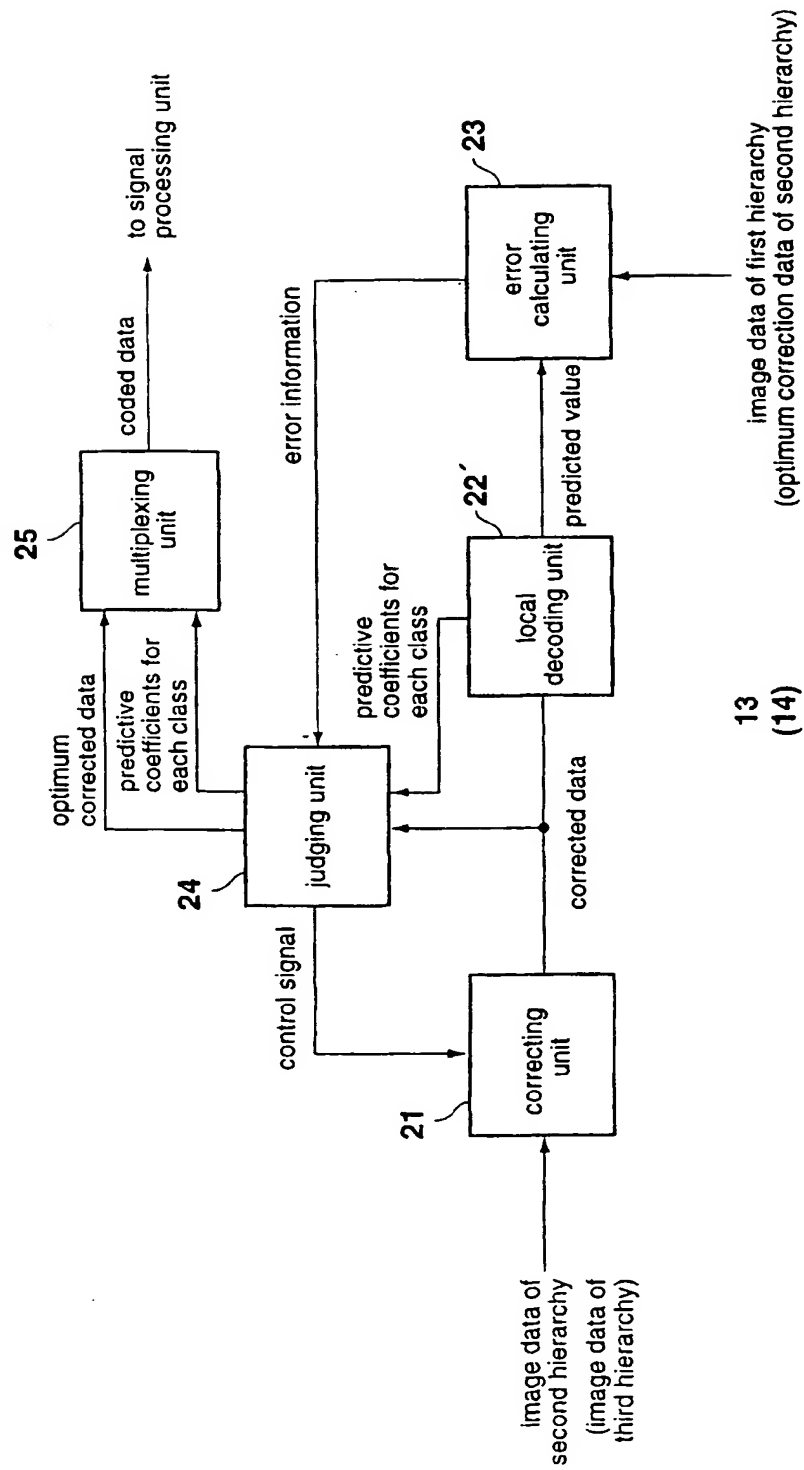 25
multiplexing
unit
coded data
to signal
processing unit
optimum
corrected data
predictive
coefficients for
each class
error information
24
judging unit
control signal
predictive
coefficients for
each class
23
error
calculating
unit
22′
local
decoding unit
predicted value
21
correcting
unit
corrected data
image data of
second hierarchy
(image data of
third hierarchy)
image data of first hierarchy
(optimum correction data of second hierarchy)
13
(14)